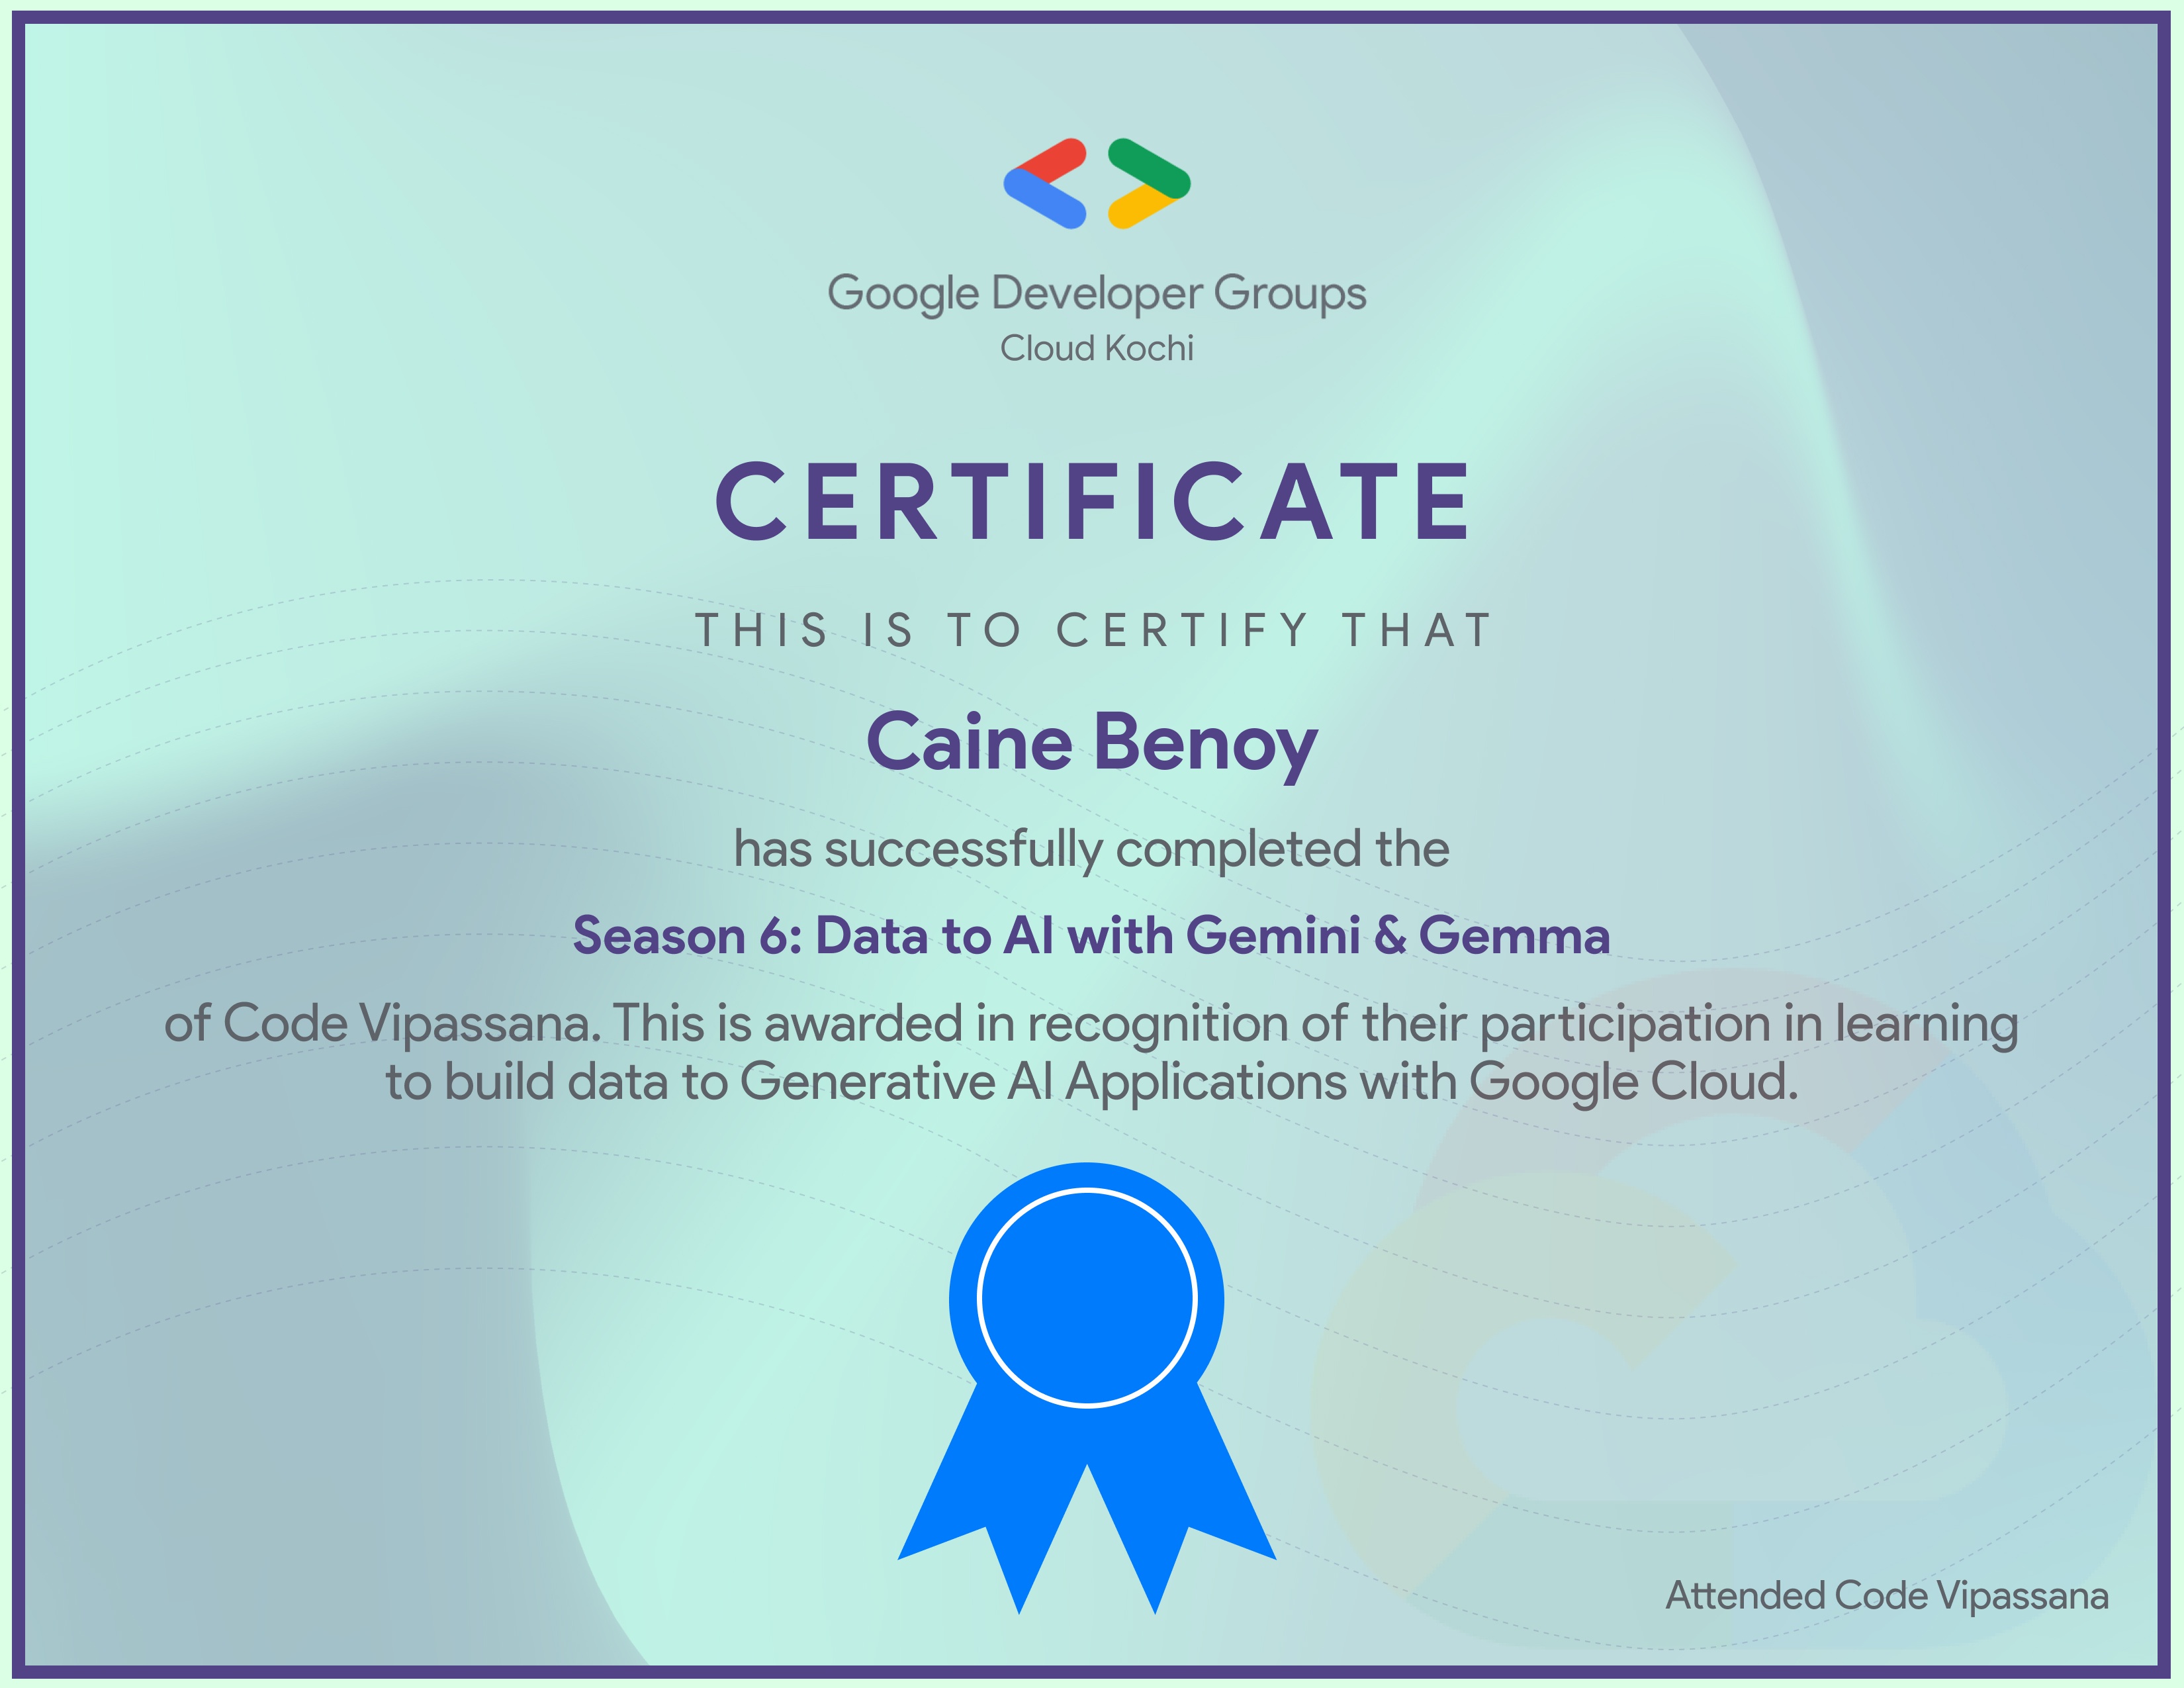 Google Developer Groups
Cloud Kochi
CERTIFICATE
THIS IS TO CERTIFY THAT
Caine Benoy
has successfully completed the
Season 6: Data to AI with Gemini & Gemma
of Code Vipassana. This is awarded in recognition of their participation in learning
to build data to Generative AI Applications with Google Cloud.
Attended Code Vipassana